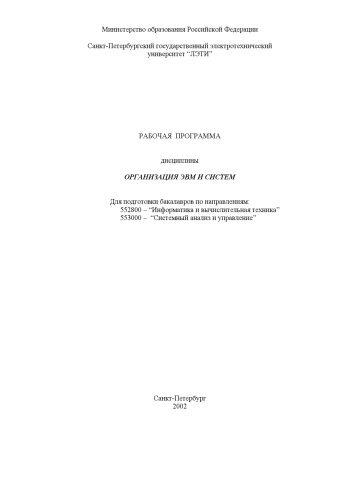 Министерство образования Российской Федерации
Санкт-Петербургский государственный электротехнический
университет “ЛЭТИ”
РАБОЧАЯ ПРОГРАММА
дисциплины
ОРГАНИЗАЦИЯ ЭВМ И СИСТЕМ
Для подготовки бакалавров по направлениям:
552800 – “Информатика и вычислительная техника”
553000 – “Системный анализ и управление”
Санкт-Петербург
2002